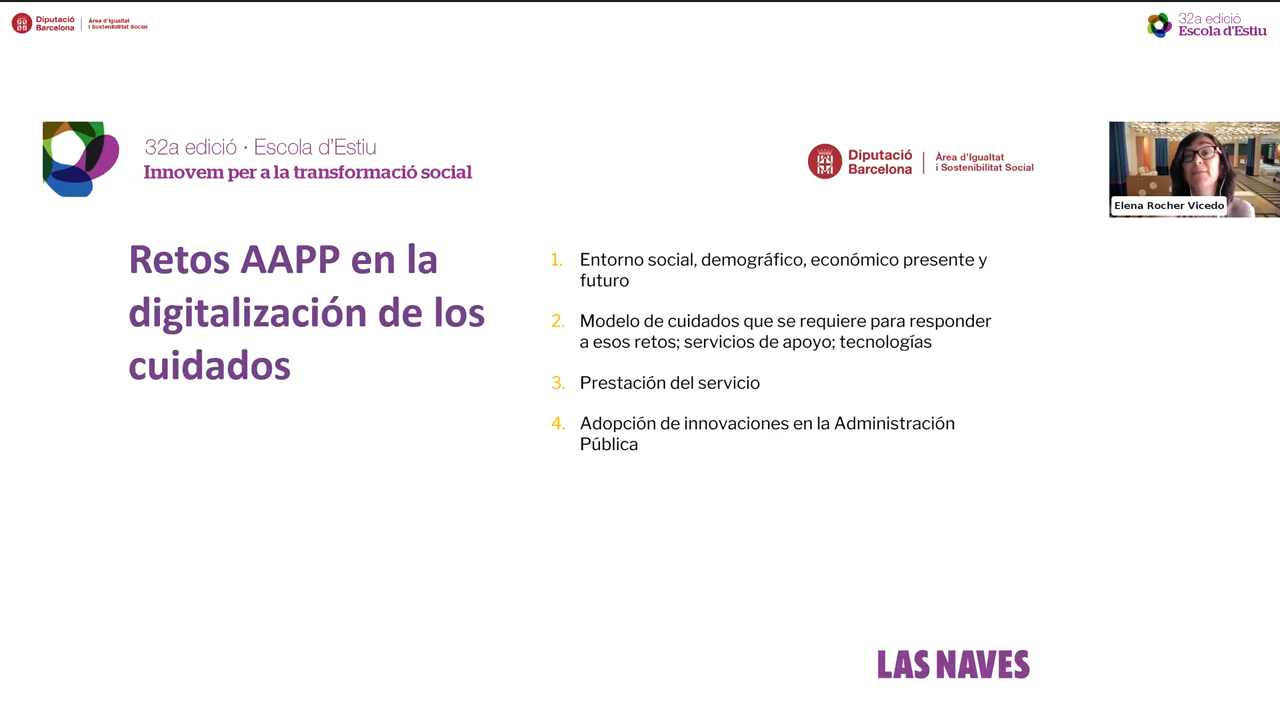 Diputació
Barcelona
Àrea d'Igualtat
i Sostenibilitat Social
32a edició
Escola d'Estiu
32a edició · Escola d'Estiu
Innovem per a la transformació social
Diputació
Barcelona
Àrea d'Igualtat
i Sostenibilitat Social
Elena Rocher Vicedo
Retos AAPP en la
digitalización de los
cuidados
1. Entorno social, demográfico, económico presente y
futuro
2. Modelo de cuidados que se requiere para responder
a esos retos; servicios de apoyo; tecnologías
3. Prestación del servicio
4. Adopción de innovaciones en la Administración
Pública
LAS NAVES